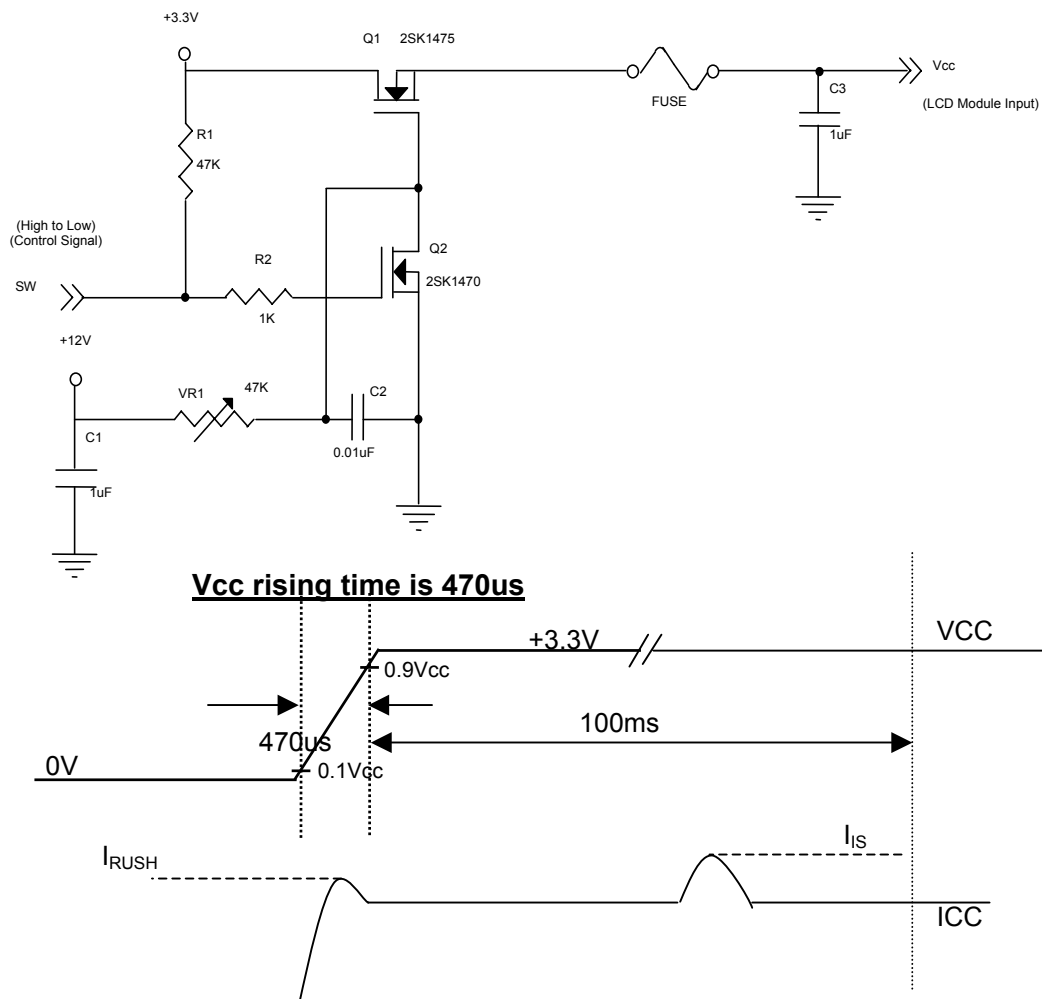 +3.3V
Q1 2SK1475
Vcc
C3
FUSE
(LCD Module Input)
R1
1uF
47K
(High to Low)
(Control Signal)
Q2
R2
SW
2SK1470
1K
+12V
VR1
47K
C2
C1
0.01uF
1uF
Vcc rising time is 470us
+3.3V
VCC
0.9Vcc
100ms
470us
0V
0.1Vcc
IIS
IRUSH
ICC